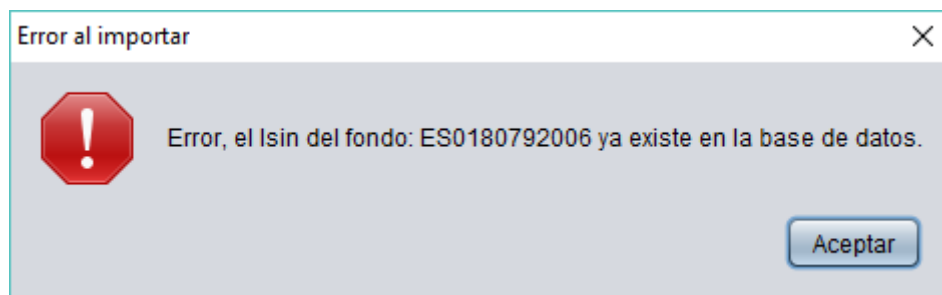 Error al importar
Error, el Isin del fondo: ES0180792006 ya existe en la base de datos.
Aceptar